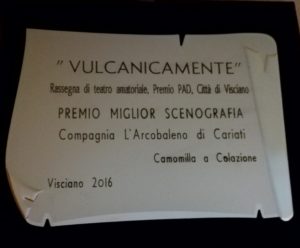 " VULCANICAMENTE"
Rassegna di teatro amatoriale, Premio PAD, Città di Visciano
PREMIO MIGLIOR SCENOGRAFIA
Compagnia L'Arcobaleno di Cariati
Camomilla a Colazione
Visciano 2016